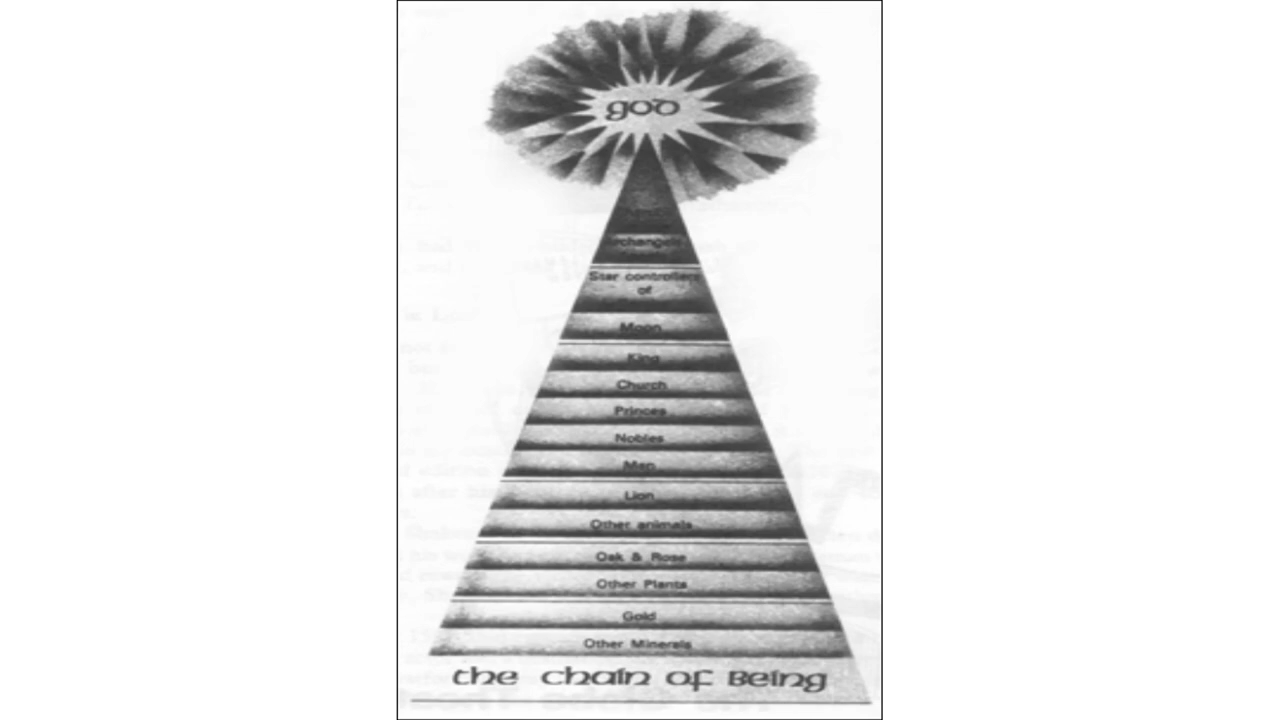 god
Archangels
Star controllers
of
Moon
King
Church
Princes
Nobles
Man
Lion
Other animals
Oak & Rose
Other Plants
Gold
Other Minerals
the chain of Being